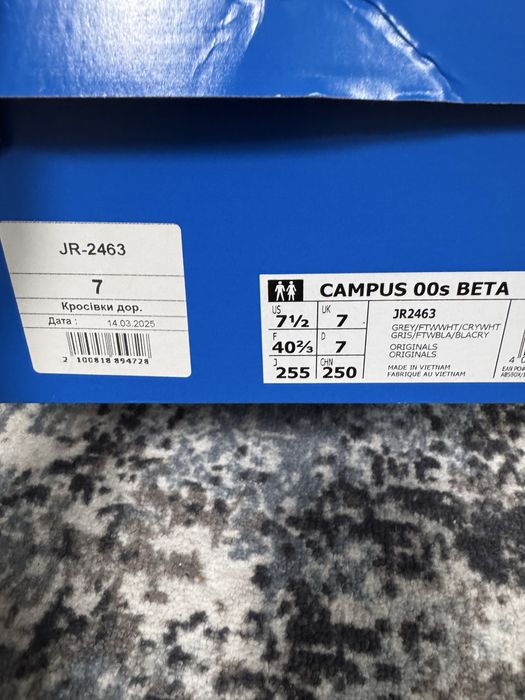 JR-2463
7
Кросівки дор.
Дата : 14.03.2025
2 100818 894728
CAMPUS 00s BETA
US 7½ UK 7
F 40⅔ D 7
J 255 CHN 250
JR2463
GREY/FTWWHT/CRYWHT
GRIS/FTWBLA/BLACRY
ORIGINALS
ORIGINALS
MADE IN VIETNAM
FABRIQUÉ AU VIETNAM
4
EAN